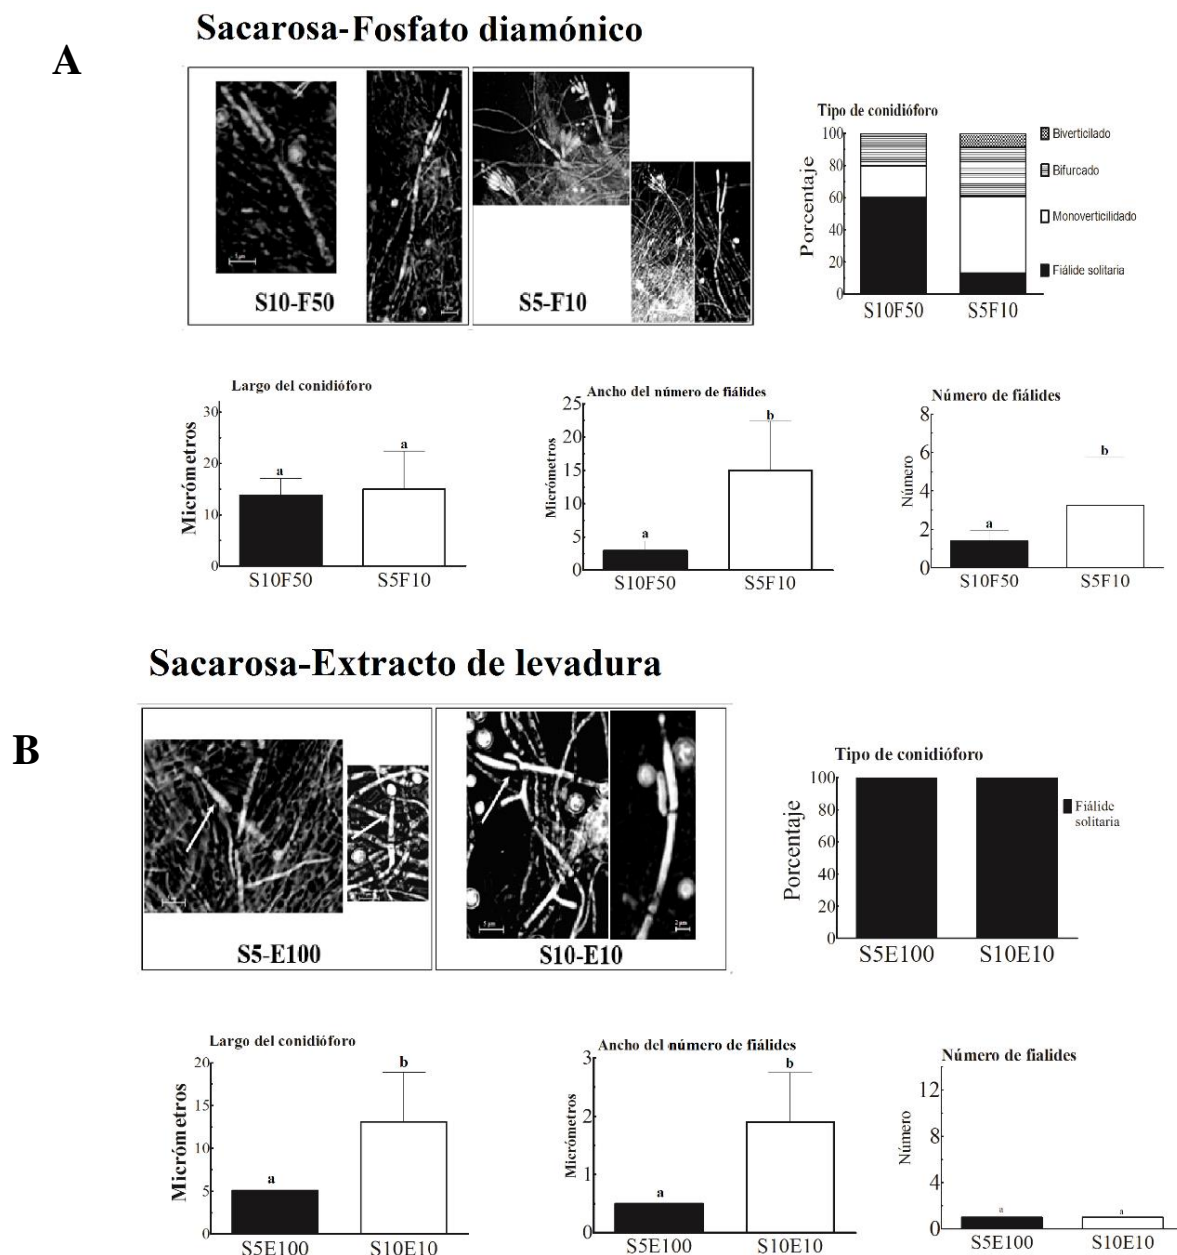 Sacarosa-Fosfato diamónico
A
S10-F50
S5-F10
Tipo de conidióforo
Porcentaje
100
80
60
40
20
0
S10F50
S5F10
Biverticilado
Bifurcado
Monoverticilidado
Fiálide solitaria
Largo del conidióforo
Micrómetros
30
20
10
0
a
a
S10F50
S5F10
Ancho del número de fiálides
Micrómetros
25
20
15
10
5
0
a
b
S10F50
S5F10
Número de fiálides
Número
8
6
4
2
0
a
b
S10F50
S5F10
Sacarosa-Extracto de levadura
B
S5-E100
5 µm
2 µm
S10-E10
Tipo de conidióforo
Porcentaje
100
80
60
40
20
0
S5E100
S10E10
Fiálide
solitaria
Largo del conidióforo
Micrómetros
20
15
10
5
0
a
b
S5E100
S10E10
Ancho del número de fiálides
Micrómetros
3
2
1
0
a
b
S5E100
S10E10
Número de fialides
Número
12
8
4
0
a
a
S5E100
S10E10